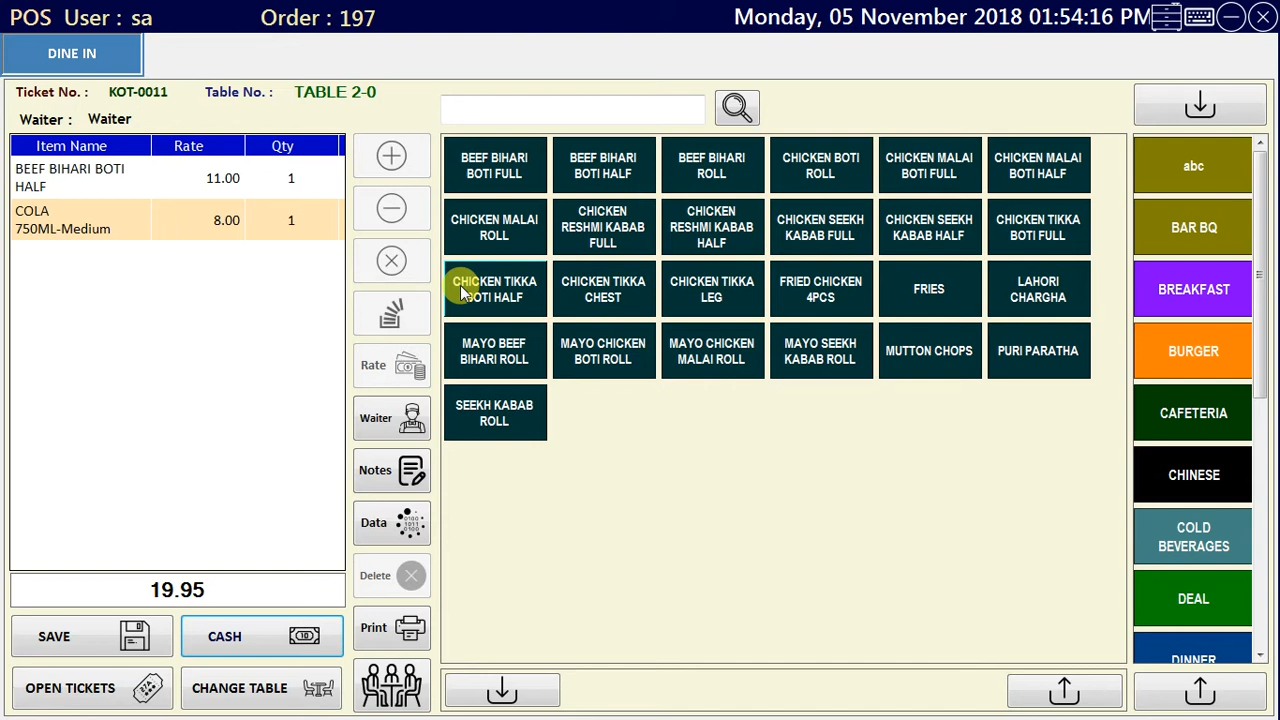 POS User : sa
Order : 197
Monday, 05 November 2018 01:54:16 PM
DINE IN
Ticket No. : KOT-0011
Table No. : TABLE 2-0
Waiter : Waiter
Item Name Rate Qty
BEEF BIHARI BOTI
HALF
11.00 1
COLA
750ML-Medium
8.00 1
19.95
SAVE
CASH
OPEN TICKETS
CHANGE TABLE
Rate
Waiter
Notes
Data
Delete
Print
BEEF BIHARI
BOTI FULL
BEEF BIHARI
BOTI HALF
BEEF BIHARI
ROLL
CHICKEN BOTI
ROLL
CHICKEN MALAI
BOTI FULL
CHICKEN MALAI
BOTI HALF
CHICKEN MALAI
ROLL
CHICKEN
RESHMI KABAB
FULL
CHICKEN
RESHMI KABAB
HALF
CHICKEN SEEKH
KABAB FULL
CHICKEN SEEKH
KABAB HALF
CHICKEN TIKKA
BOTI FULL
CHICKEN TIKKA
BOTI HALF
CHICKEN TIKKA
CHEST
CHICKEN TIKKA
LEG
FRIED CHICKEN
4PCS
FRIES
LAHORI
CHARGHA
MAYO BEEF
BIHARI ROLL
MAYO CHICKEN
BOTI ROLL
MAYO CHICKEN
MALAI ROLL
MAYO SEEKH
KABAB ROLL
MUTTON CHOPS
PURI PARATHA
SEEKH KABAB
ROLL
abc
BAR BQ
BREAKFAST
BURGER
CAFETERIA
CHINESE
COLD
BEVERAGES
DEAL
DINNER